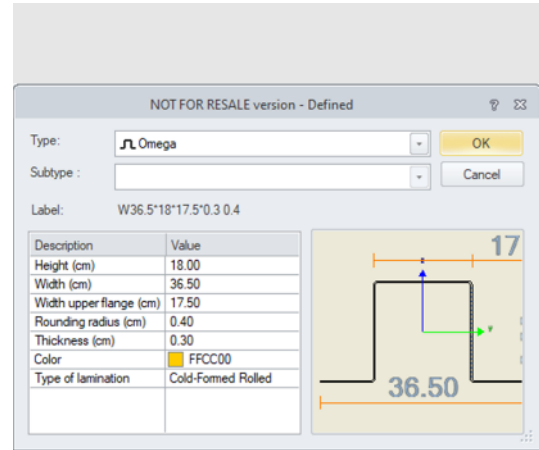 NOT FOR RESALE version - Defined
Type:
Omega
OK
Subtype :
Cancel
Label:
W36.5*18*17.5*0.3 0.4
Description Value
Height (cm) 18.00
Width (cm) 36.50
Width upper flange (cm) 17.50
Rounding radius (cm) 0.40
Thickness (cm) 0.30
Color FFCC00
Type of lamination Cold-Formed Rolled
17
Y
36.50